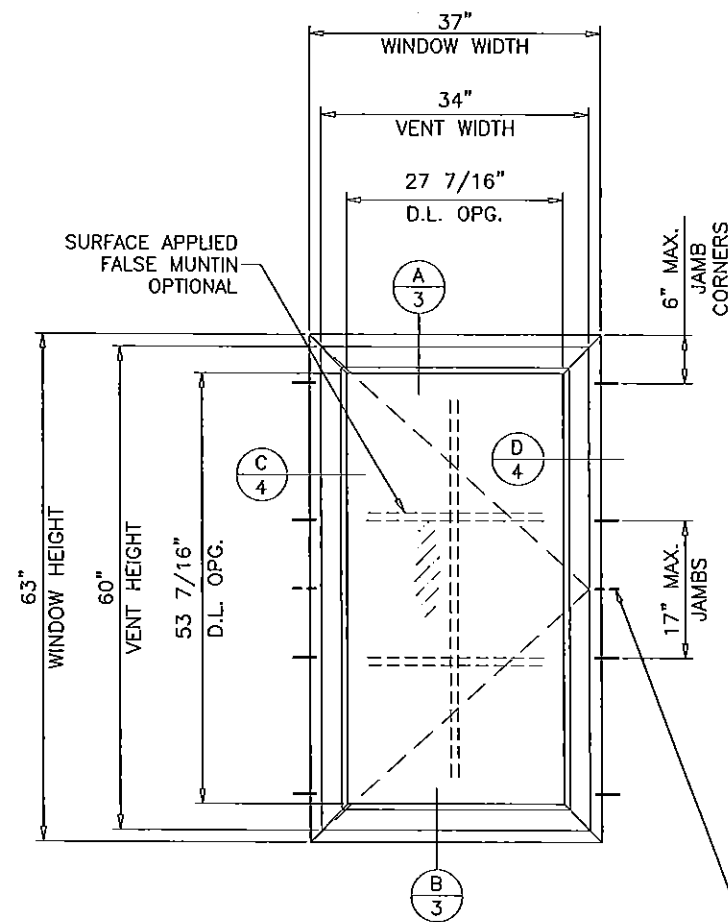 37"
WINDOW WIDTH
34"
VENT WIDTH
27 7/16"
D.L. OPG.
SURFACE APPLIED
FALSE MUNTIN
OPTIONAL
A
3
6" MAX.
JAMB
CORNERS
C
4
D
4
63"
WINDOW HEIGHT
60"
VENT HEIGHT
53 7/16"
D.L. OPG.
17" MAX.
JAMBS
B
3